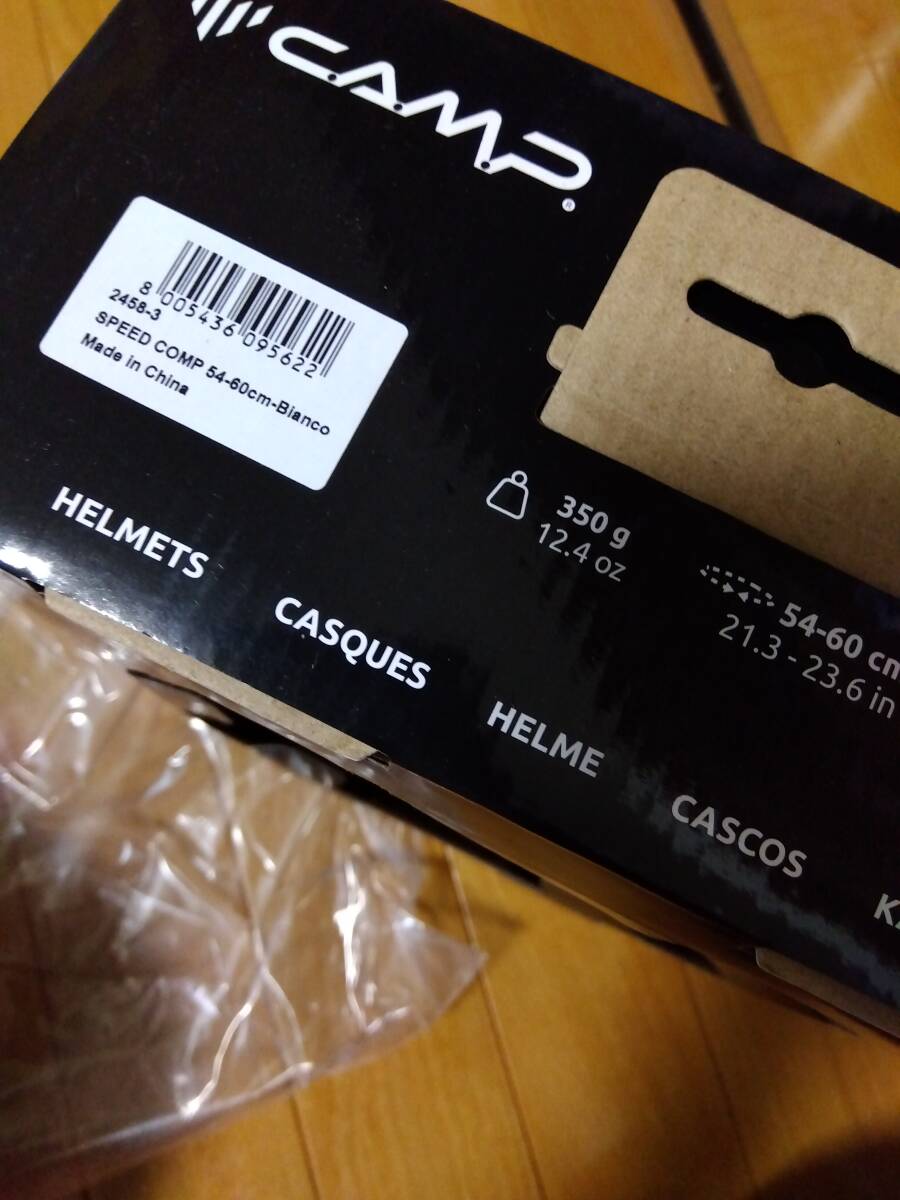 C.A.M.P.®
8 005436 095622
2458-3
SPEED COMP 54-60cm-Bianco
Made in China
350 g
12.4 oz
54-60 cm
21.3 - 23.6 in
HELMETS
CASQUES
HELME
CASCOS